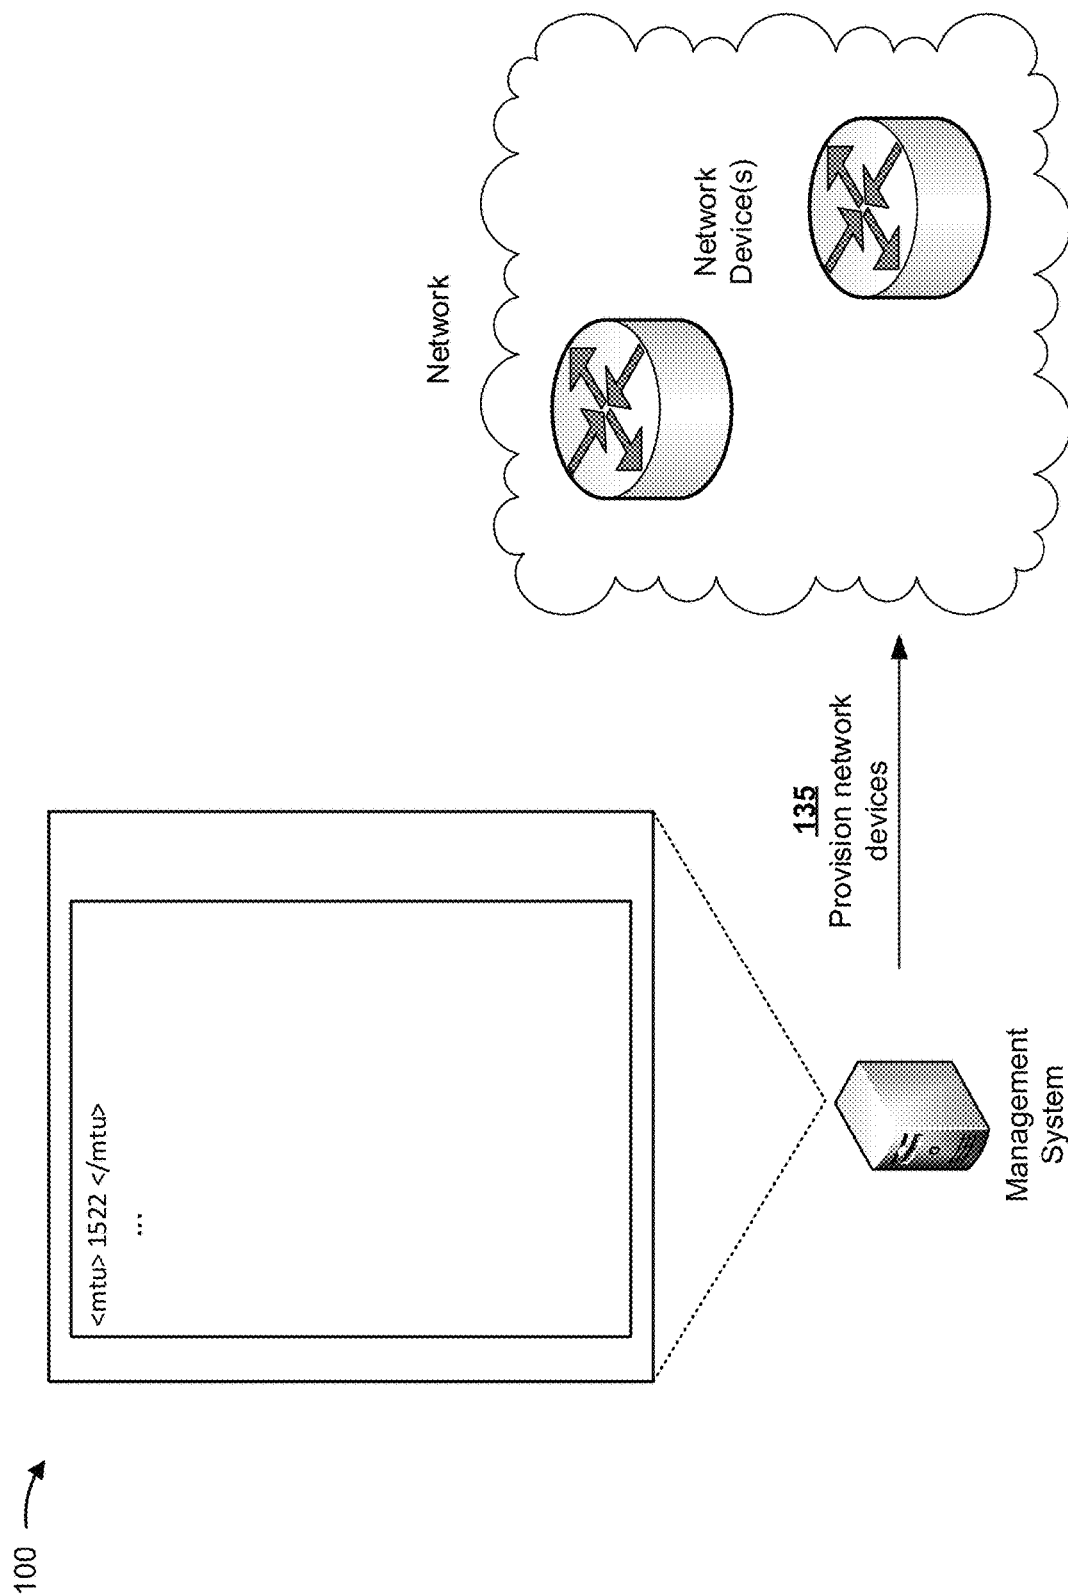 100
<mtu> 1522 </mtu>
...
Management
System
135
Provision network
devices
Network
Network
Device(s)